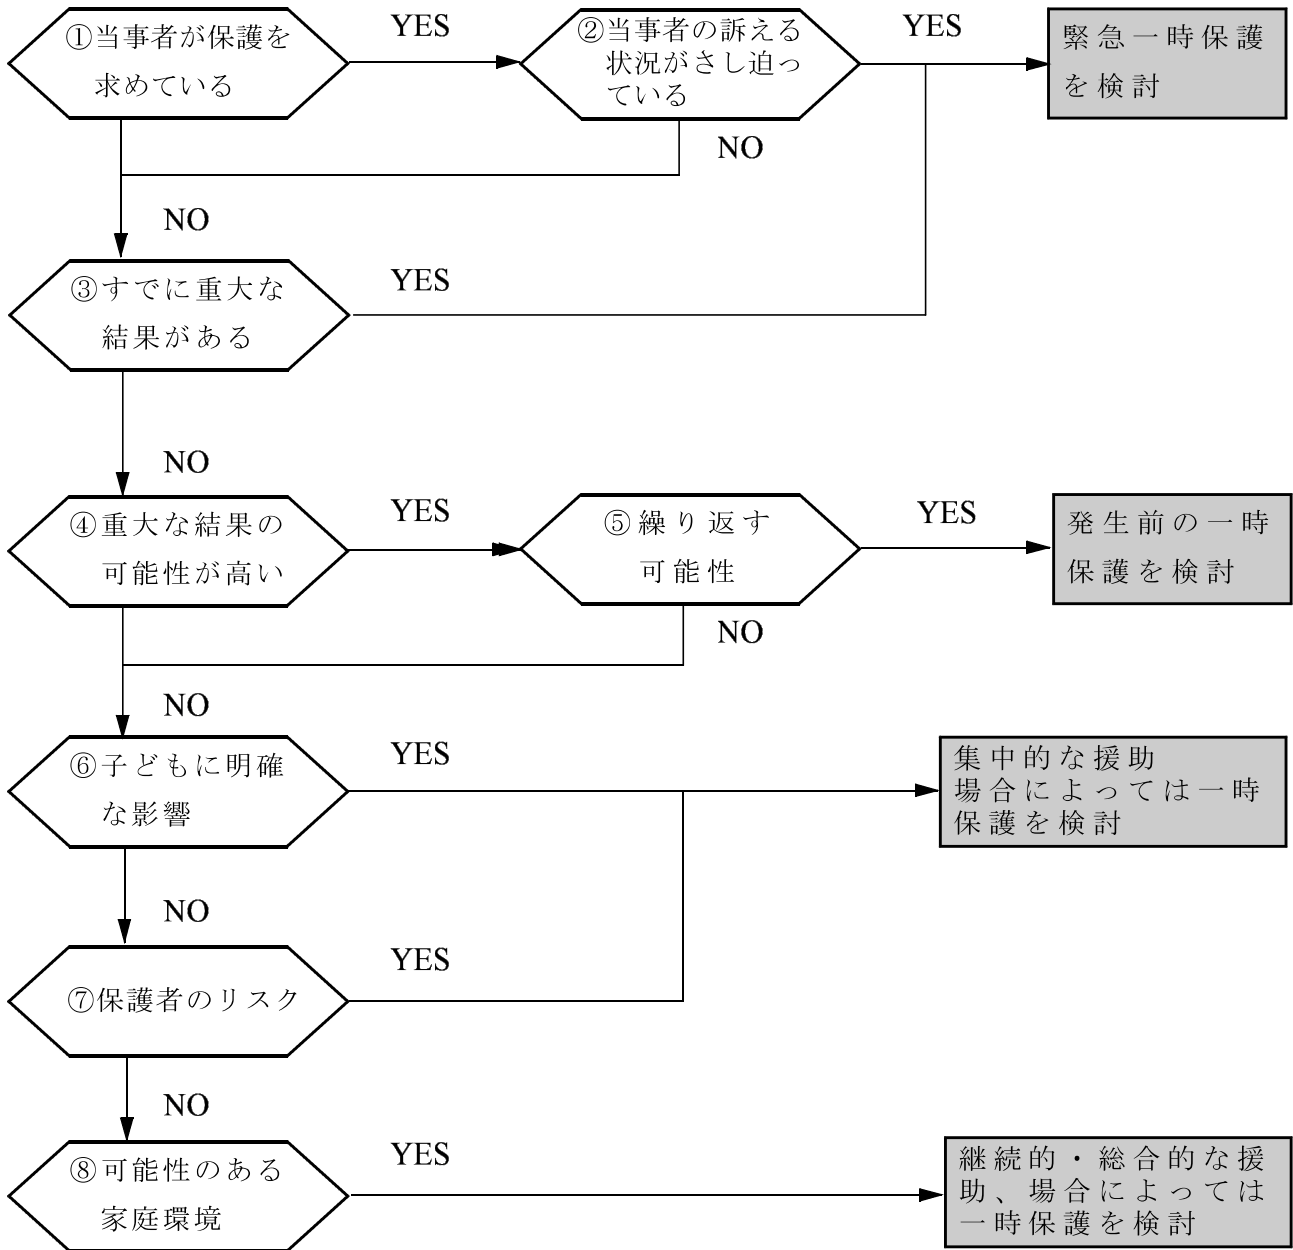 ①当事者が保護を
求めている
YES
②当事者の訴える
状況がさし迫っ
ている
YES
緊急一時保護
を検討
NO
NO
③すでに重大な
結果がある
YES
NO
④重大な結果の
可能性が高い
YES
⑤繰り返す
可能性
YES
発生前の一時
保護を検討
NO
NO
⑥子どもに明確
な影響
YES
集中的な援助
場合によっては一時
保護を検討
NO
⑦保護者のリスク
YES
NO
⑧可能性のある
家庭環境
YES
継続的・総合的な援
助、場合によっては
一時保護を検討